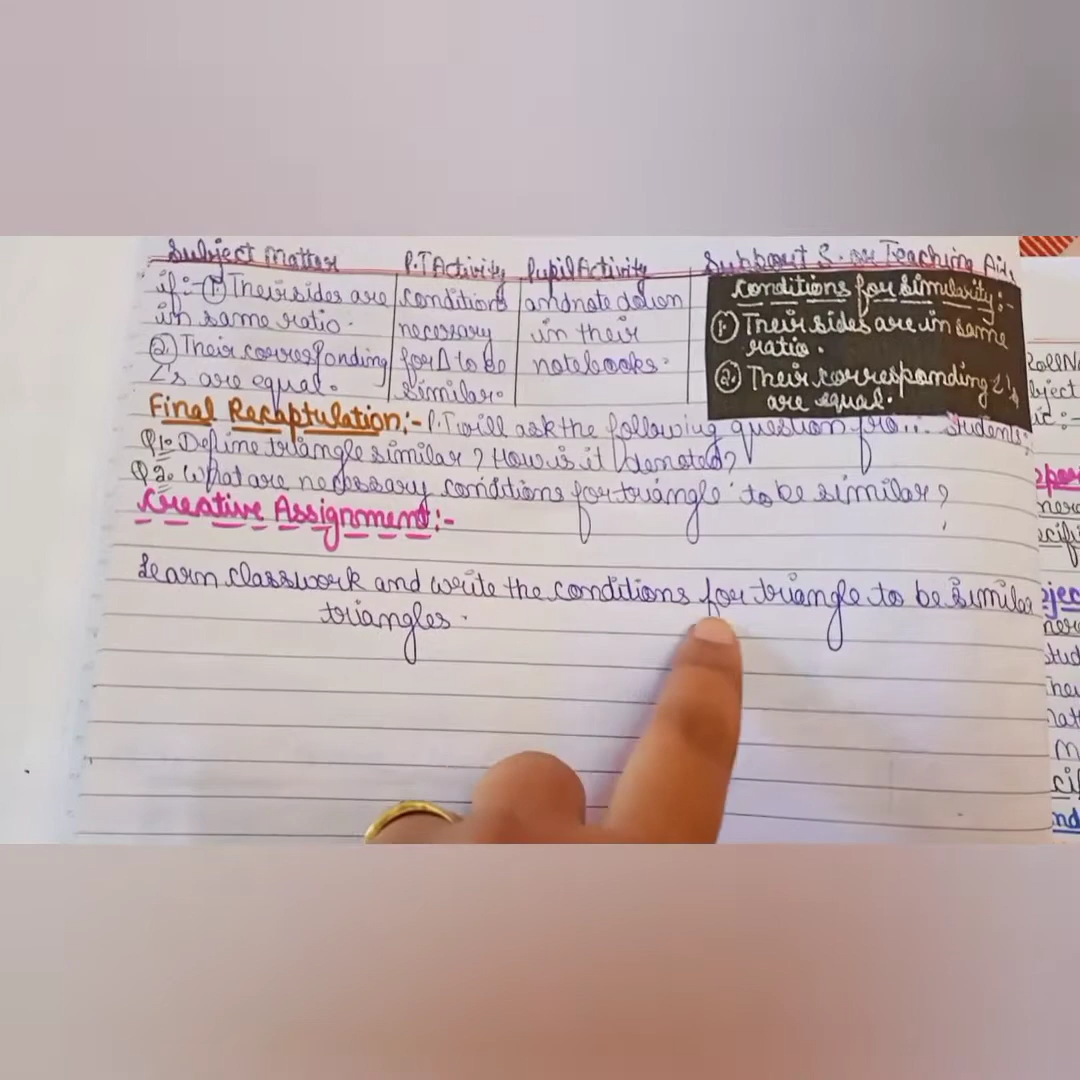 Subject Matter P.T Activity Pupil Activity Support S. or Teaching Aids
if:- ① Their sides are
in same ratio.
② Their corresponding
∠'s are equal.
conditions
necessary
for Δ to be
similar.
and note down
in their
notebooks.
Conditions for Similarity:-
① Their sides are in same
ratio.
②. Their corresponding ∠'s
are equal.
Final Recaptulation:- P.T will ask the following question students.
Q1. Define triangle similar? How is it denoted?
Q2. What are necessary conditions for triangle to be similar?
Creative Assignment:-
Learn classwork and write the conditions for triangle to be similar
triangles.